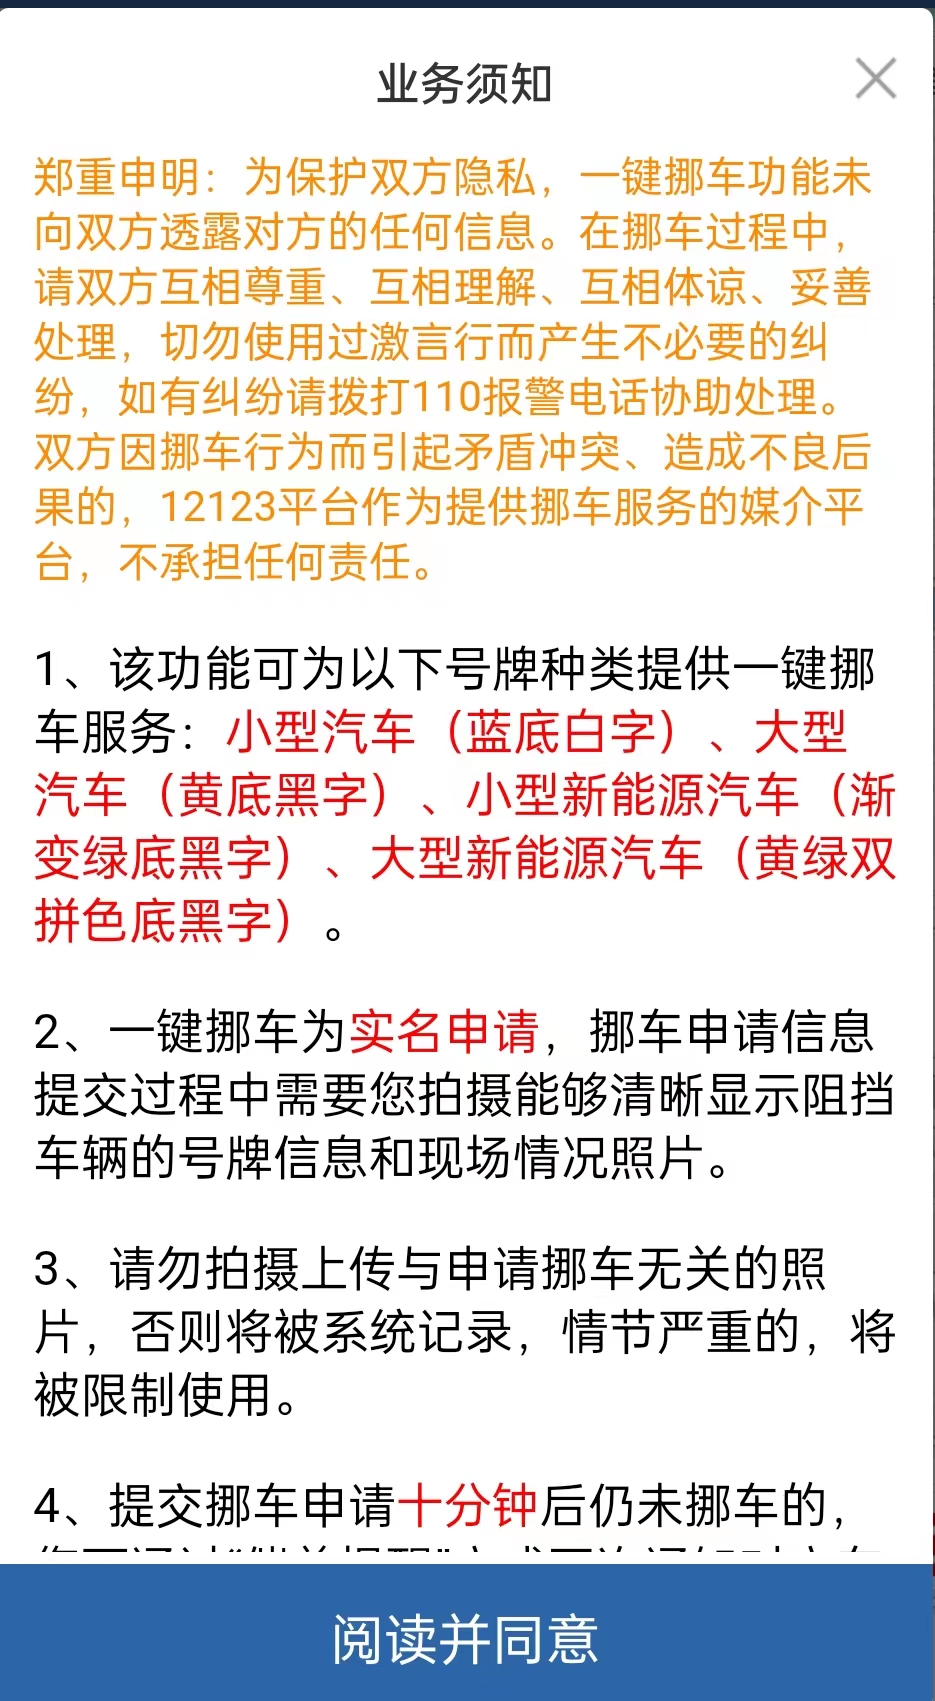 业务须知
郑重申明：为保护双方隐私，一键挪车功能未
向双方透露对方的任何信息。在挪车过程中，
请双方互相尊重、互相理解、互相体谅、妥善
处理，切勿使用过激言行而产生不必要的纠
纷，如有纠纷请拨打110报警电话协助处理。
双方因挪车行为而引起矛盾冲突、造成不良后
果的，12123平台作为提供挪车服务的媒介平
台，不承担任何责任。
1、该功能可为以下号牌种类提供一键挪
车服务：小型汽车（蓝底白字）、大型
汽车（黄底黑字）、小型新能源汽车（渐
变绿底黑字）、大型新能源汽车（黄绿双
拼色底黑字）。
2、一键挪车为实名申请，挪车申请信息
提交过程中需要您拍摄能够清晰显示阻挡
车辆的号牌信息和现场情况照片。
3、请勿拍摄上传与申请挪车无关的照
片，否则将被系统记录，情节严重的，将
被限制使用。
4、提交挪车申请十分钟后仍未挪车的，
阅读并同意